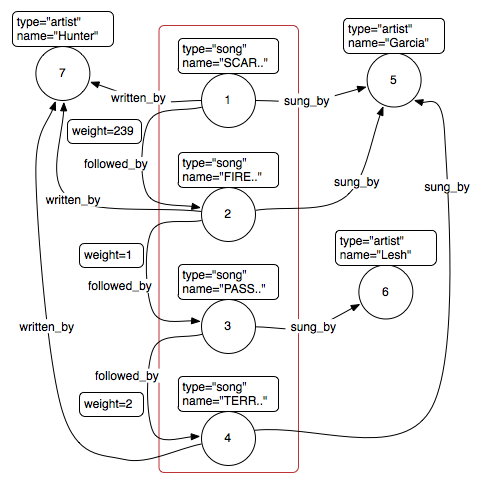 type="artist"
name="Hunter"
7
type="song"
name="SCAR.."
1
type="artist"
name="Garcia"
5
written_by
sung_by
weight=239
followed_by
type="song"
name="FIRE.."
2
written_by
sung_by
sung_by
type="artist"
name="Lesh"
6
weight=1
followed_by
type="song"
name="PASS.."
3
written_by
sung_by
followed_by
weight=2
type="song"
name="TERR.."
4